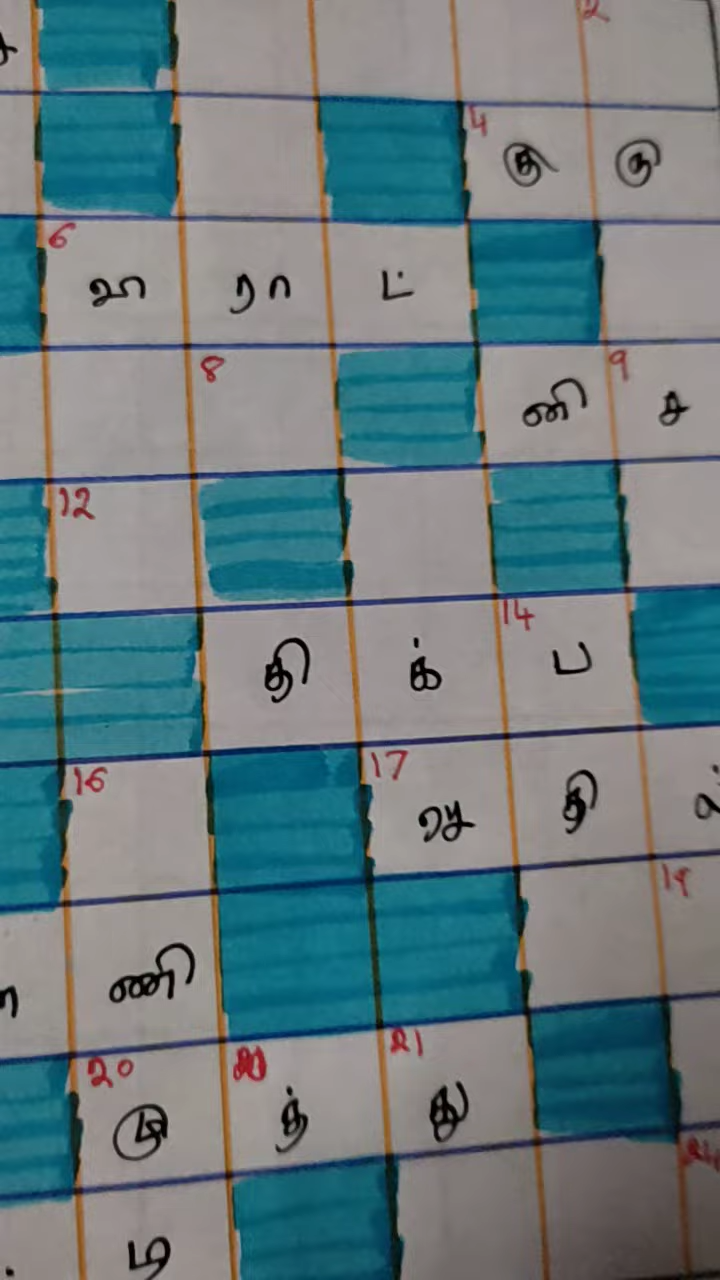 2
4 கு கு
6 வா ரா ட்
8 னி 9 ச
12
தி க் 14 ப
16 17 ழ தி
ணி 19
20 மு 20 த் 21 து
ழ